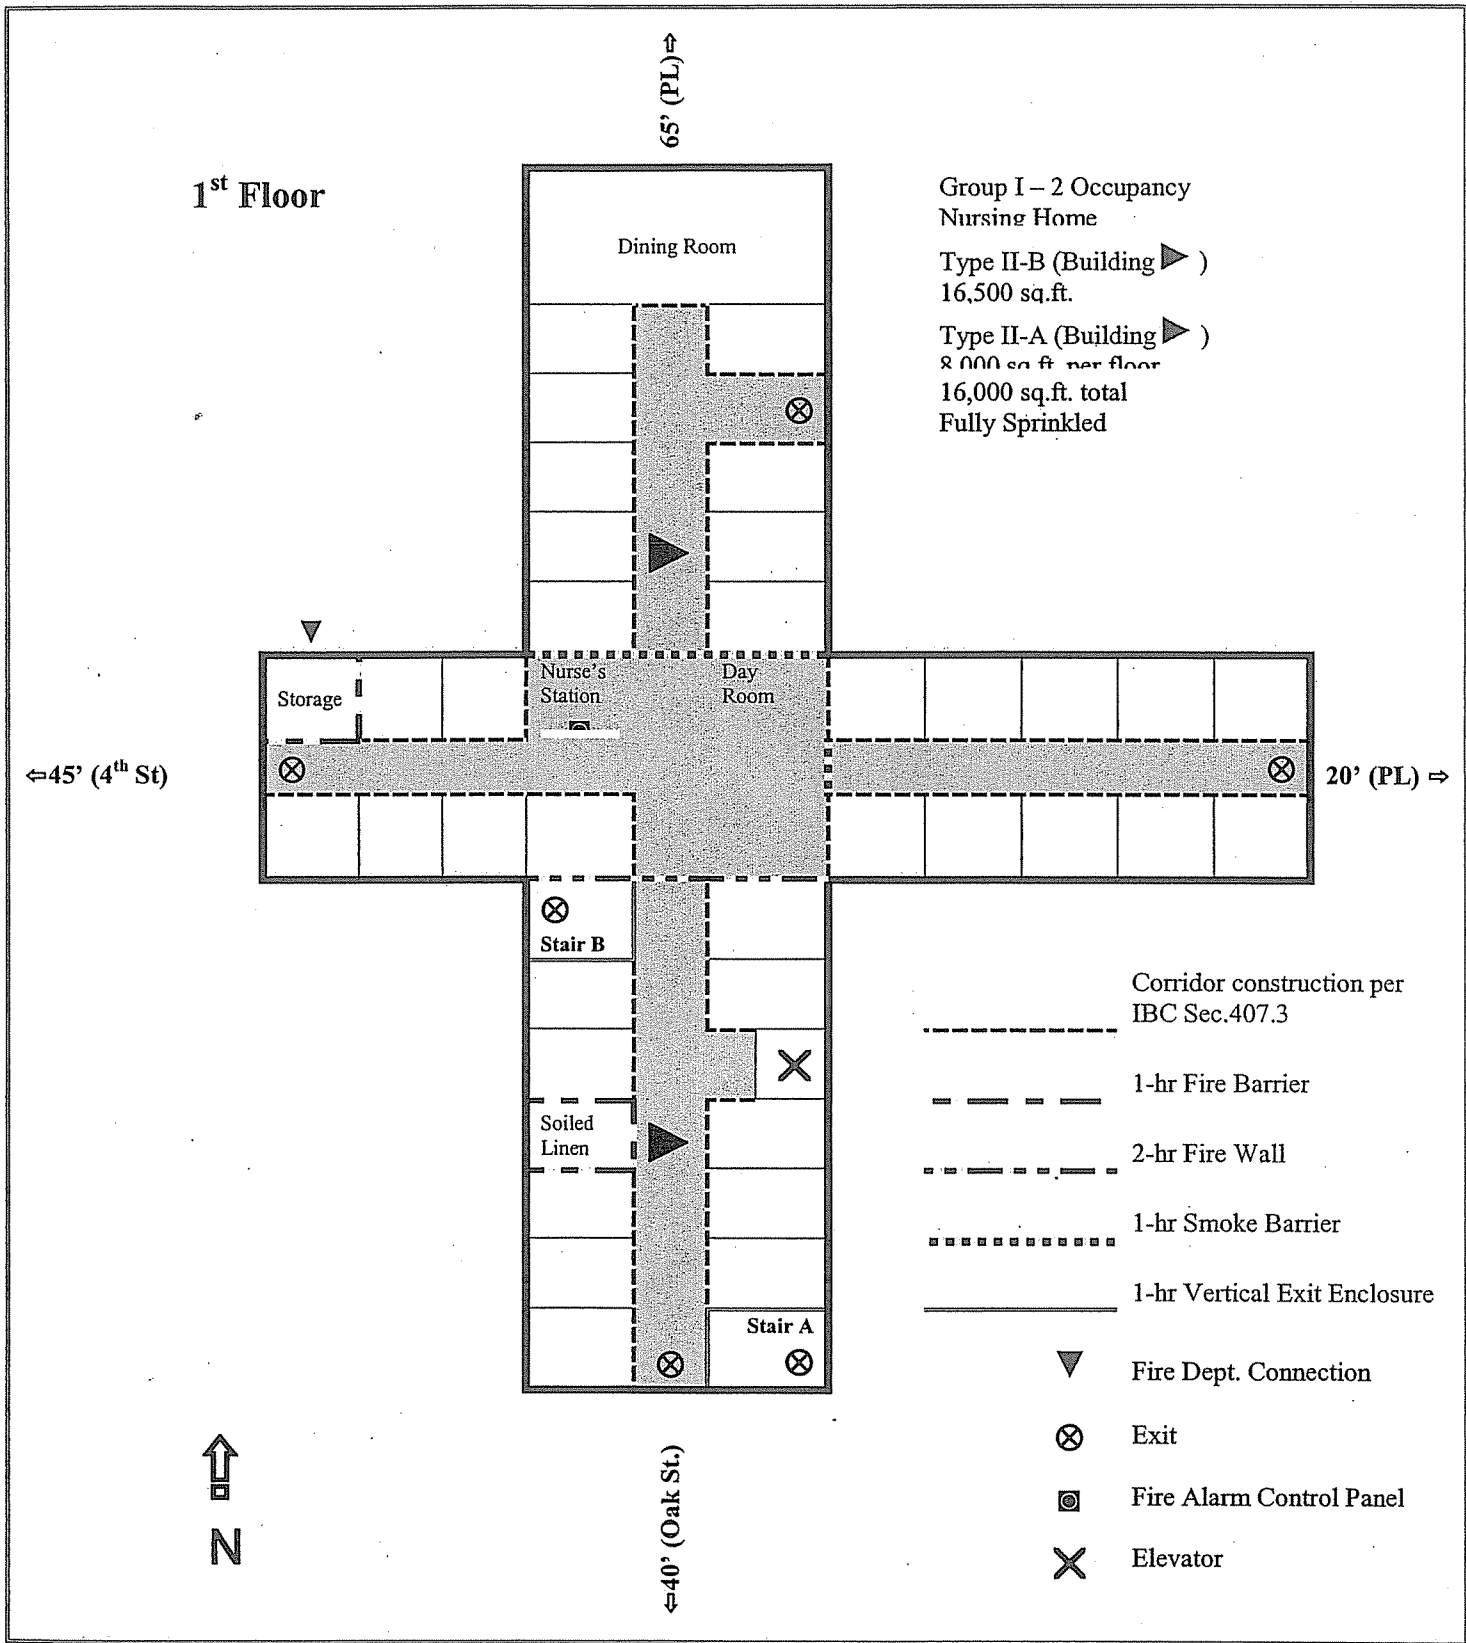 65' (PL)⇨
1st Floor
Group I – 2 Occupancy
Nursing Home
Type II-B (Building ▶ )
16,500 sq.ft.
Type II-A (Building ▶ )
8,000 sq.ft. per floor
16,000 sq.ft. total
Fully Sprinkled
Dining Room
Storage
Nurse's
Station
Day
Room
⇦45' (4th St)
20' (PL) ⇨
Stair B
Soiled
Linen
Stair A
Corridor construction per
IBC Sec.407.3
1-hr Fire Barrier
2-hr Fire Wall
1-hr Smoke Barrier
1-hr Vertical Exit Enclosure
Fire Dept. Connection
Exit
Fire Alarm Control Panel
Elevator
⇦40' (Oak St.)
N